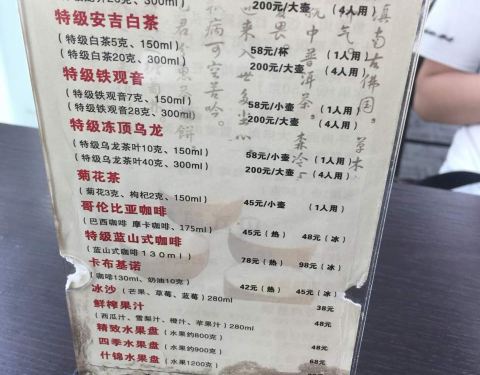 200元/大壶 (4人用)
特级安吉白茶
(特级白茶5克、150ml) 58元/杯 (1人用)
(特级白茶20克、300ml) 200元/大壶 (4人用)
特级铁观音
(特级铁观音7克、150ml) 58元/小壶 (1人用)
(特级铁观音28克、300ml) 200元/大壶 (4人用)
特级冻顶乌龙
(特级乌龙茶叶10克、150ml) 58元/小壶 (1人用)
(特级乌龙茶叶40克、300ml) 200元/大壶 (4人用)
菊花茶
(菊花3克、枸杞2克、150ml) 45元/小壶 (1人用)
哥伦比亚咖啡
(巴西咖啡 摩卡咖啡、175ml) 45元(热) 48元(冰)
特级蓝山式咖啡
(蓝山式咖啡130ml) 78元(热) 98元(冰)
卡布基诺
(咖啡130ml、奶油10克) 42元(热) 45元(冰)
冰沙(芒果、草莓、蓝莓)280ml 38元
鲜榨果汁
(西瓜汁、雪梨汁、橙汁、苹果汁)280ml 48元
精致水果盘(水果约800克) 48元
四季水果盘(水果约900克)
什锦水果盘(水果1200克) 68元